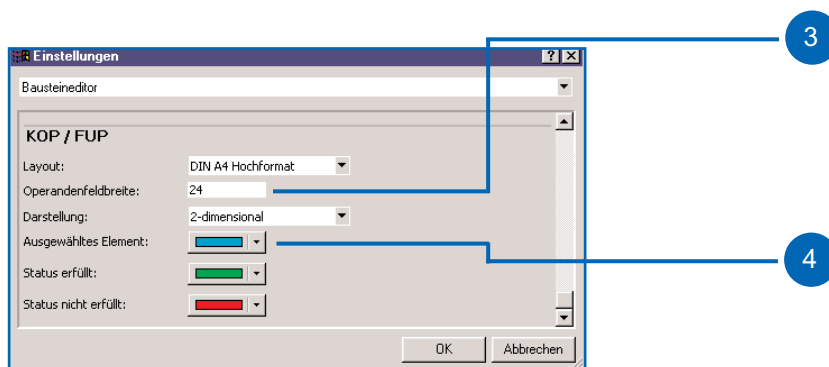 3
Einstellungen
Bausteineditor
KOP / FUP
Layout: DIN A4 Hochformat
Operandenfeldbreite: 24
Darstellung: 2-dimensional
Ausgewähltes Element:
4
Status erfüllt:
Status nicht erfüllt:
OK Abbrechen